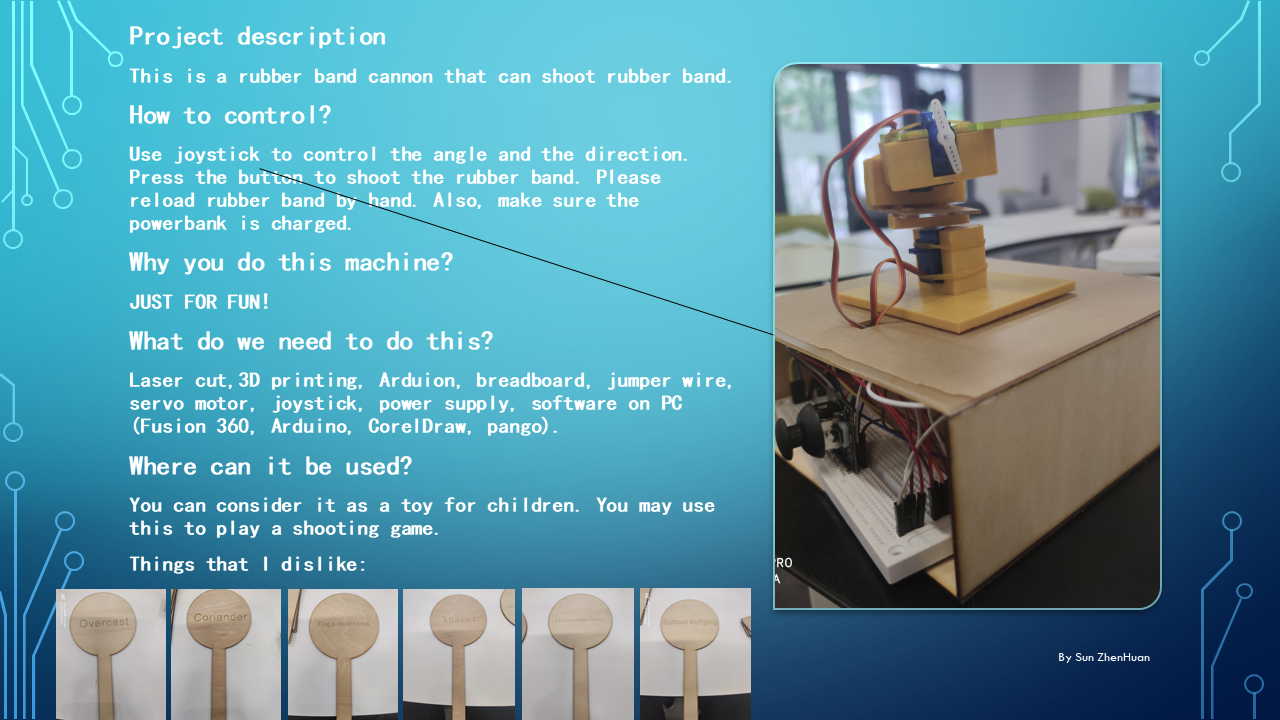 Project description
This is a rubber band cannon that can shoot rubber band.
How to control?
Use joystick to control the angle and the direction.
Press the button to shoot the rubber band. Please
reload rubber band by hand. Also, make sure the
powerbank is charged.
Why you do this machine?
JUST FOR FUN!
What do we need to do this?
Laser cut,3D printing, Arduion, breadboard, jumper wire,
servo motor, joystick, power supply, software on PC
(Fusion 360, Arduino, CorelDraw, pango).
Where can it be used?
You can consider it as a toy for children. You may use
this to play a shooting game.
Things that I dislike:
Overcast
Coriander
Insect
School bullying
PRO
A
By Sun ZhenHuan